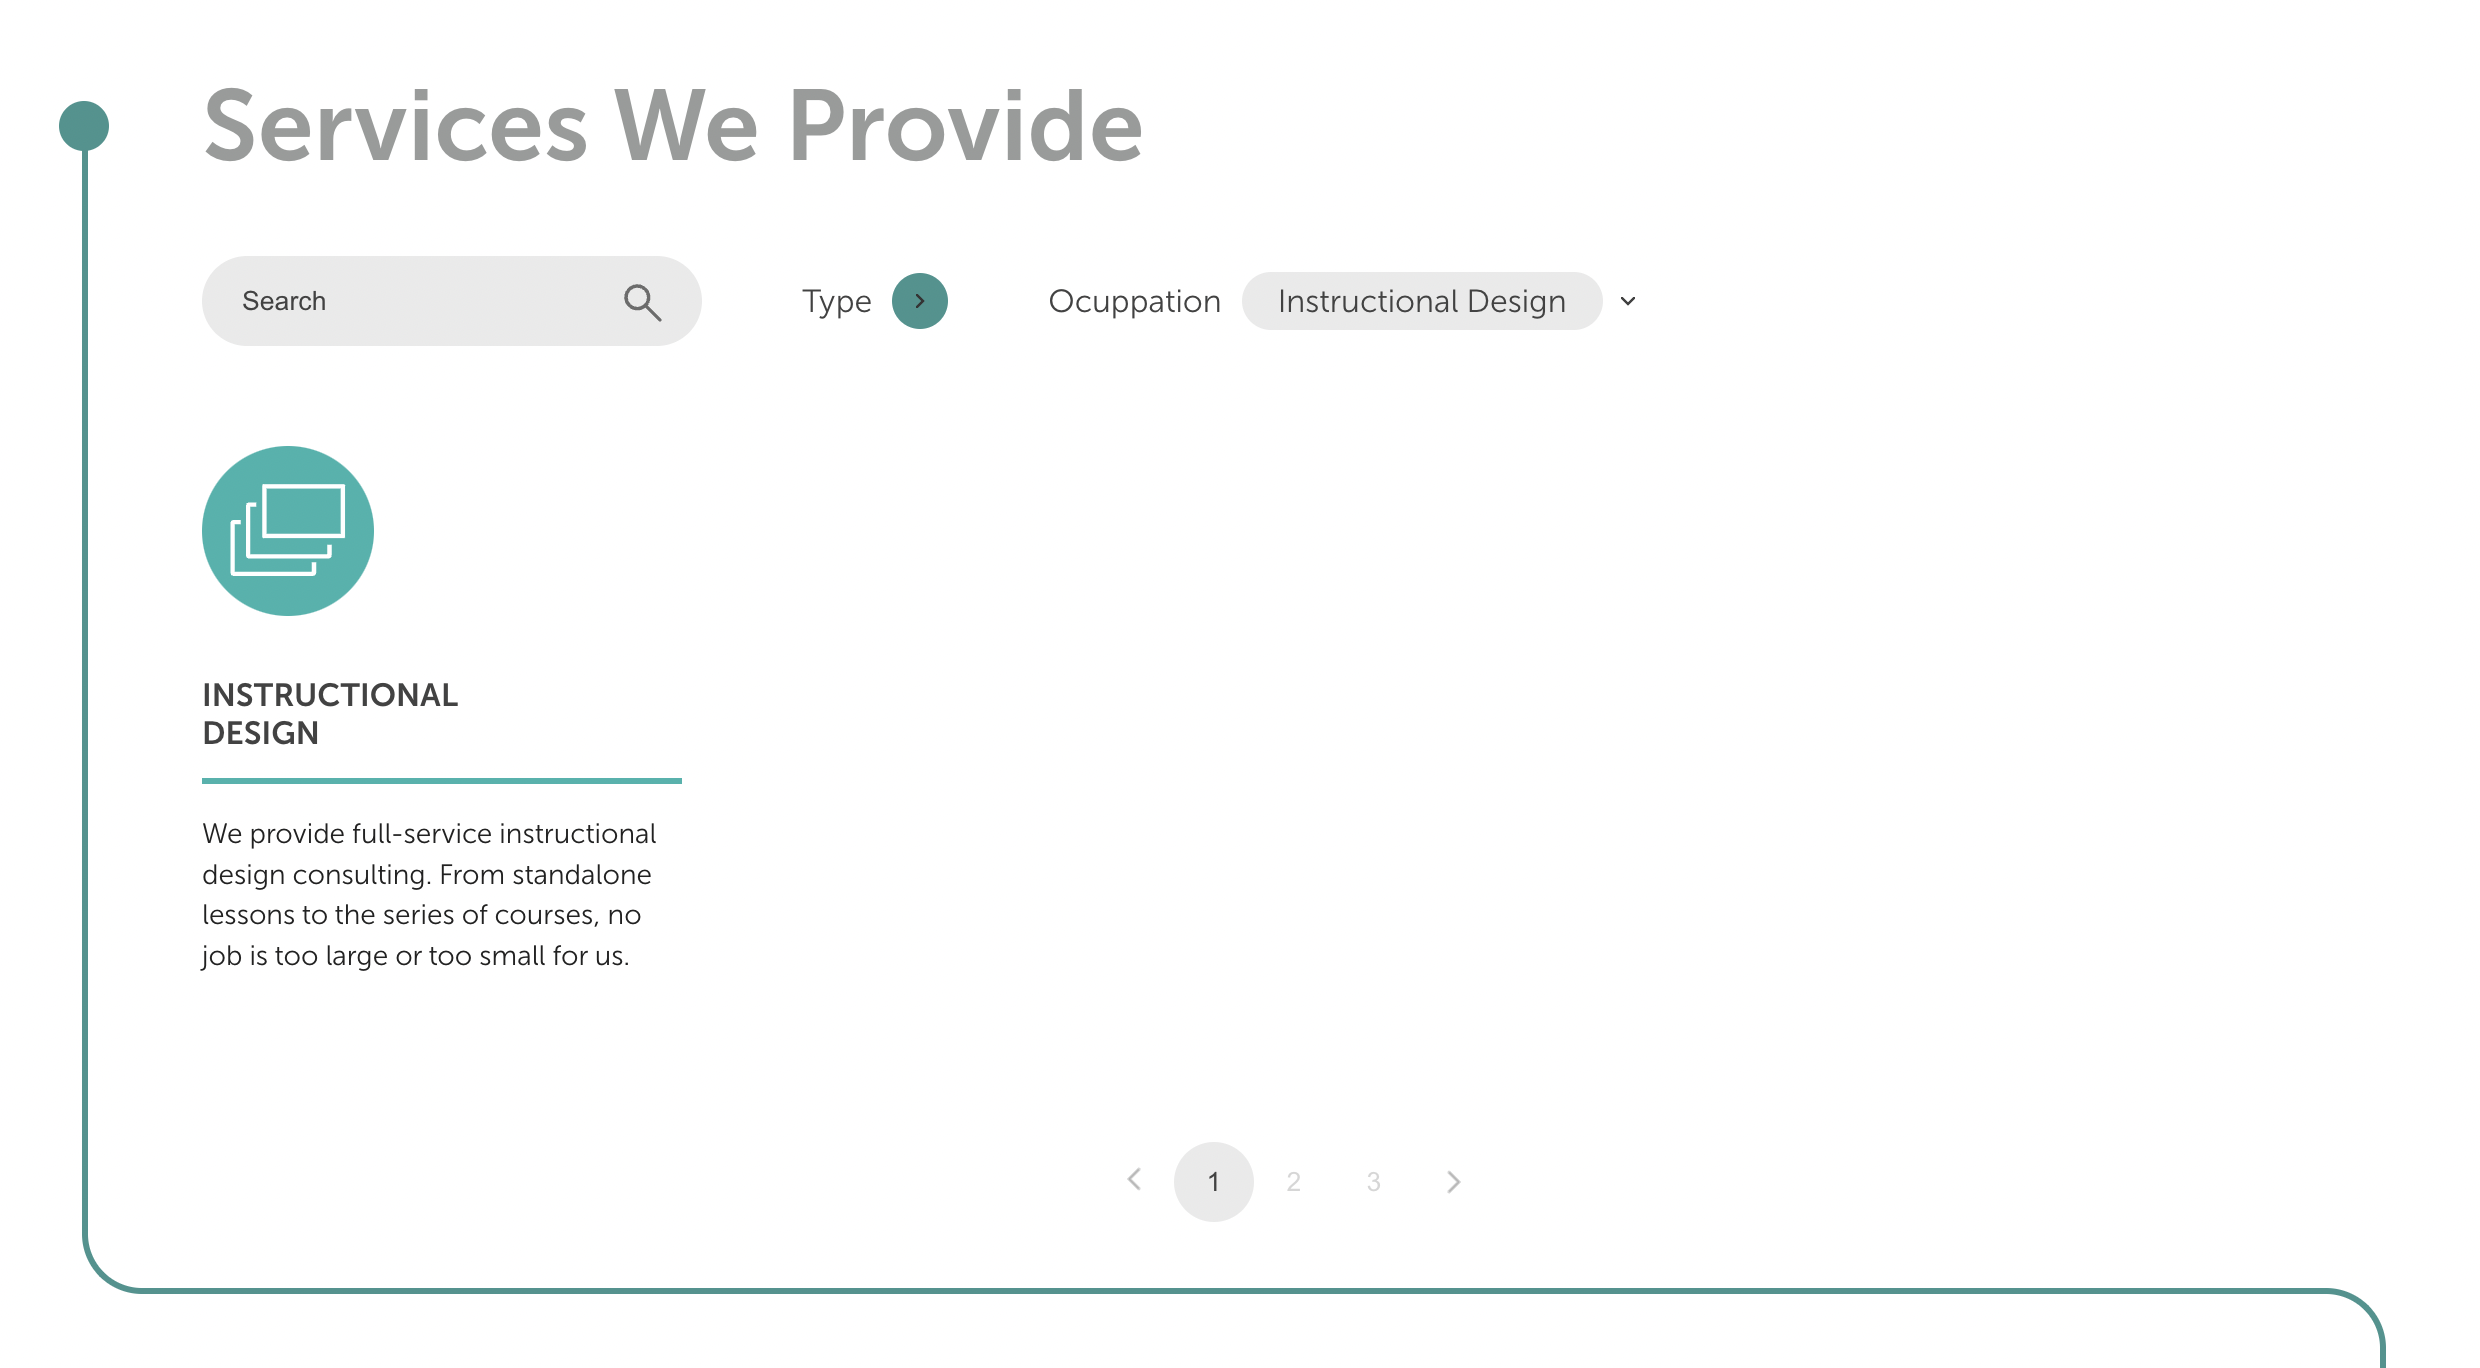 Services We Provide
Search
Type
Ocuppation
Instructional Design
INSTRUCTIONAL
DESIGN
We provide full-service instructional
design consulting. From standalone
lessons to the series of courses, no
job is too large or too small for us.
1 2 3